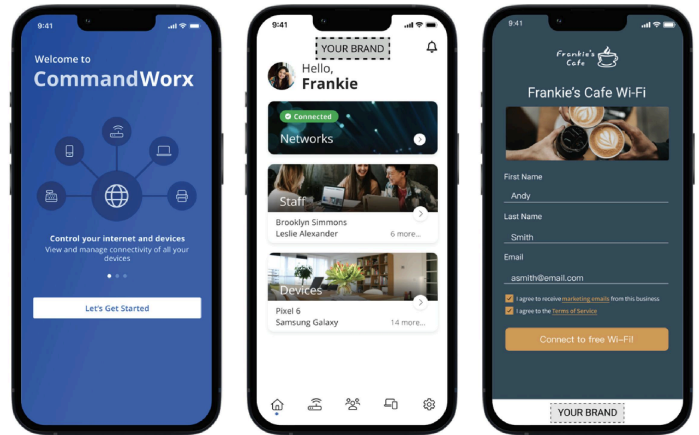 9:41
Welcome to
CommandWorx
Control your internet and devices
View and manage connectivity of all your
devices
Let's Get Started
9:41
YOUR BRAND
Hello,
Frankie
Connected
Networks
Staff
Brooklyn Simmons
Leslie Alexander
6 more...
Devices
Pixel 6
Samsung Galaxy
14 more...
9:41
Frankie's
Cafe
Frankie's Cafe Wi-Fi
First Name
Andy
Last Name
Smith
Email
asmith@email.com
I agree to receive marketing emails from this business
I agree to the Terms of Service
Connect to free Wi-Fi!
YOUR BRAND